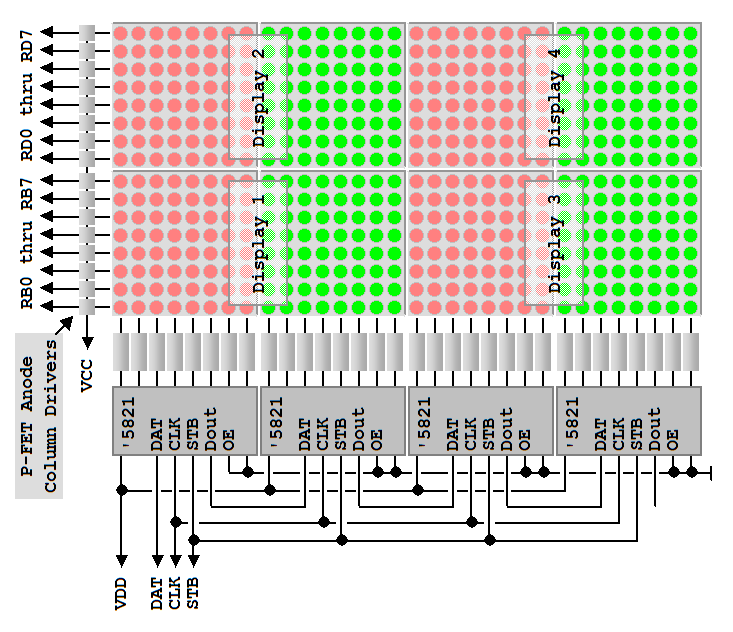 RD0 thru RD7
RB0 thru RB7
Display 2
Display 4
Display 1
Display 3
P-FET Anode
Column Drivers
VCC
'5821
DAT
CLK
STB
Dout
OE
'5821
DAT
CLK
STB
Dout
OE
'5821
DAT
CLK
STB
Dout
OE
'5821
DAT
CLK
STB
Dout
OE
VDD
DAT
CLK
STB